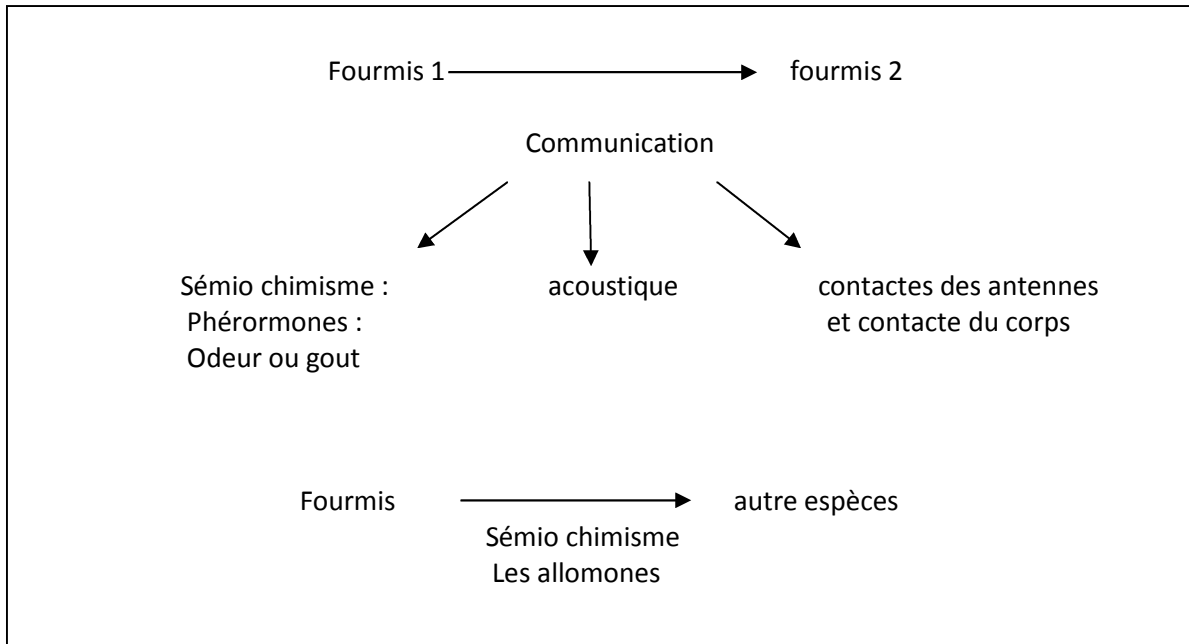 Fourmis 1 fourmis 2
Communication
Sémio chimisme : acoustique contactes des antennes
Phérormones : et contacte du corps
Odeur ou gout
Fourmis autre espèces
Sémio chimisme
Les allomones